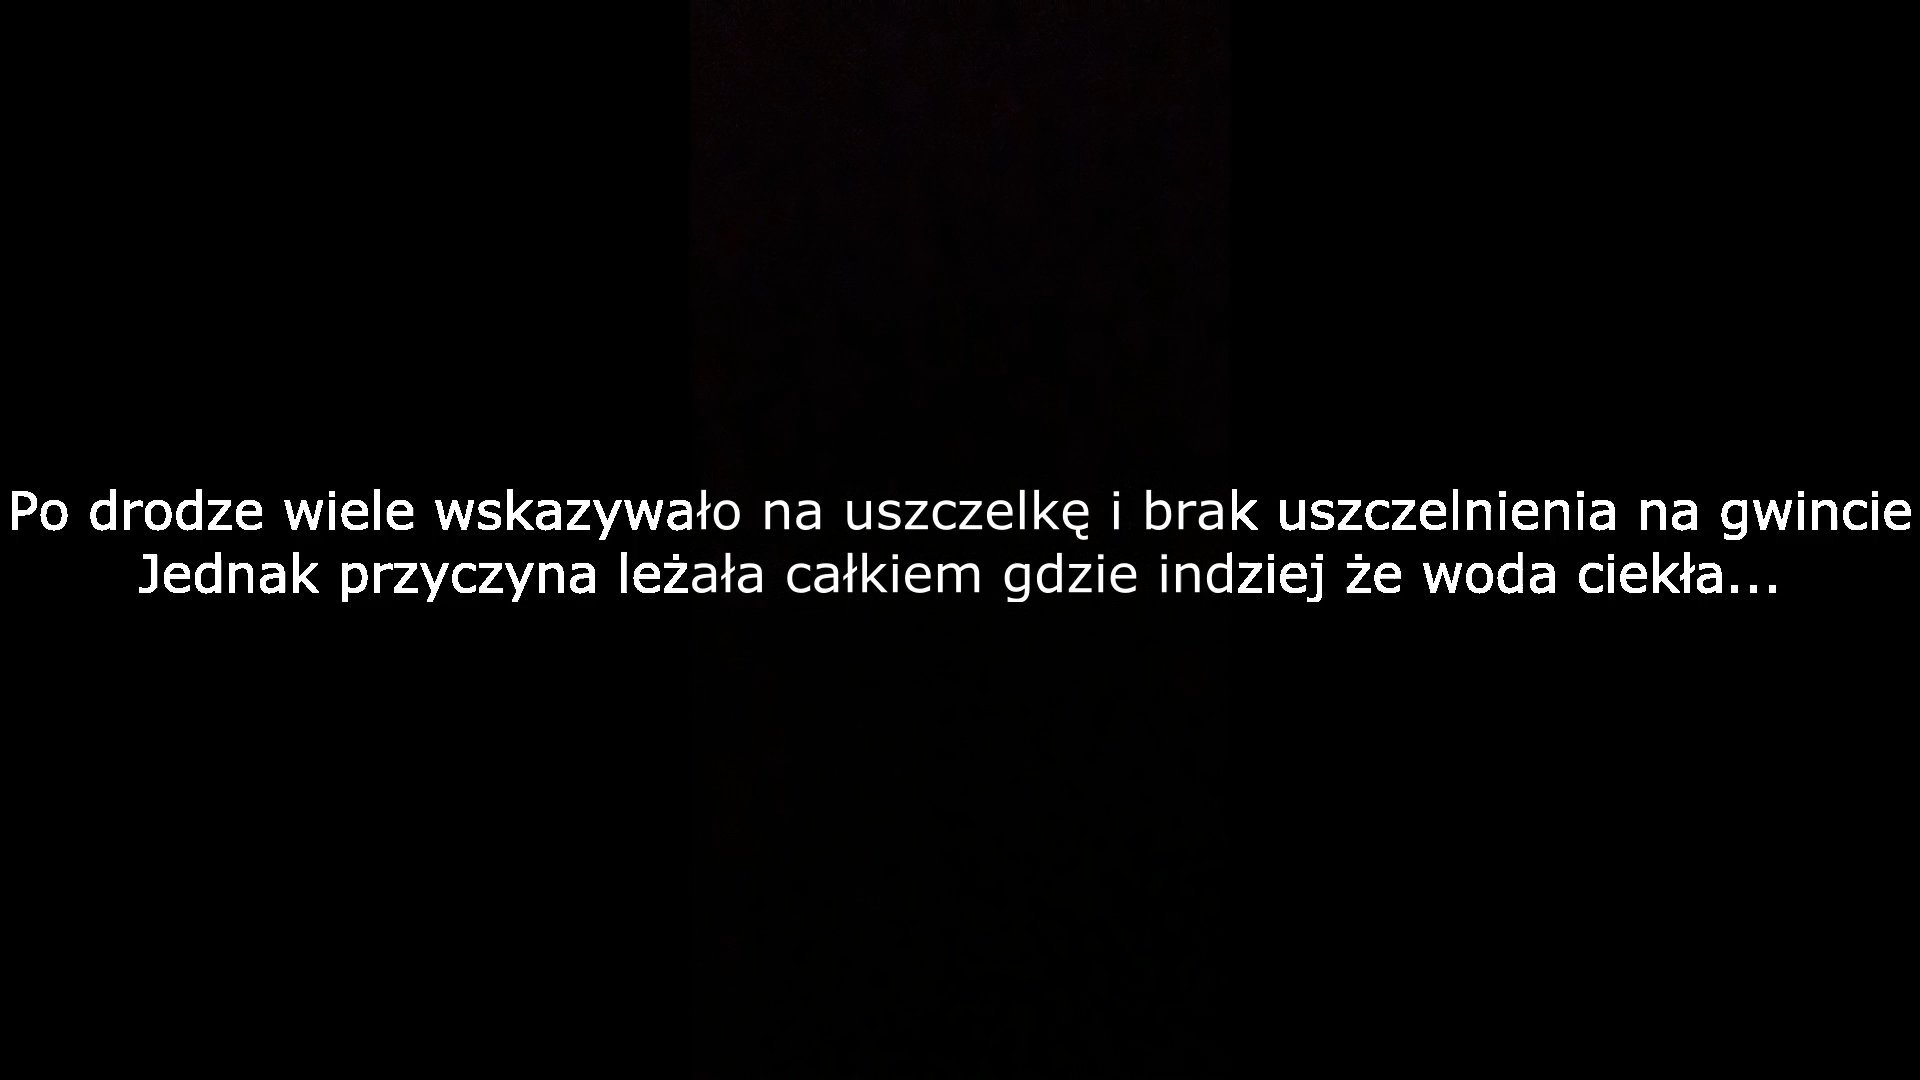 Po drodze wiele wskazywało na uszczelkę i brak uszczelnienia na gwincie
Jednak przyczyna leżała całkiem gdzie indziej że woda ciekła...